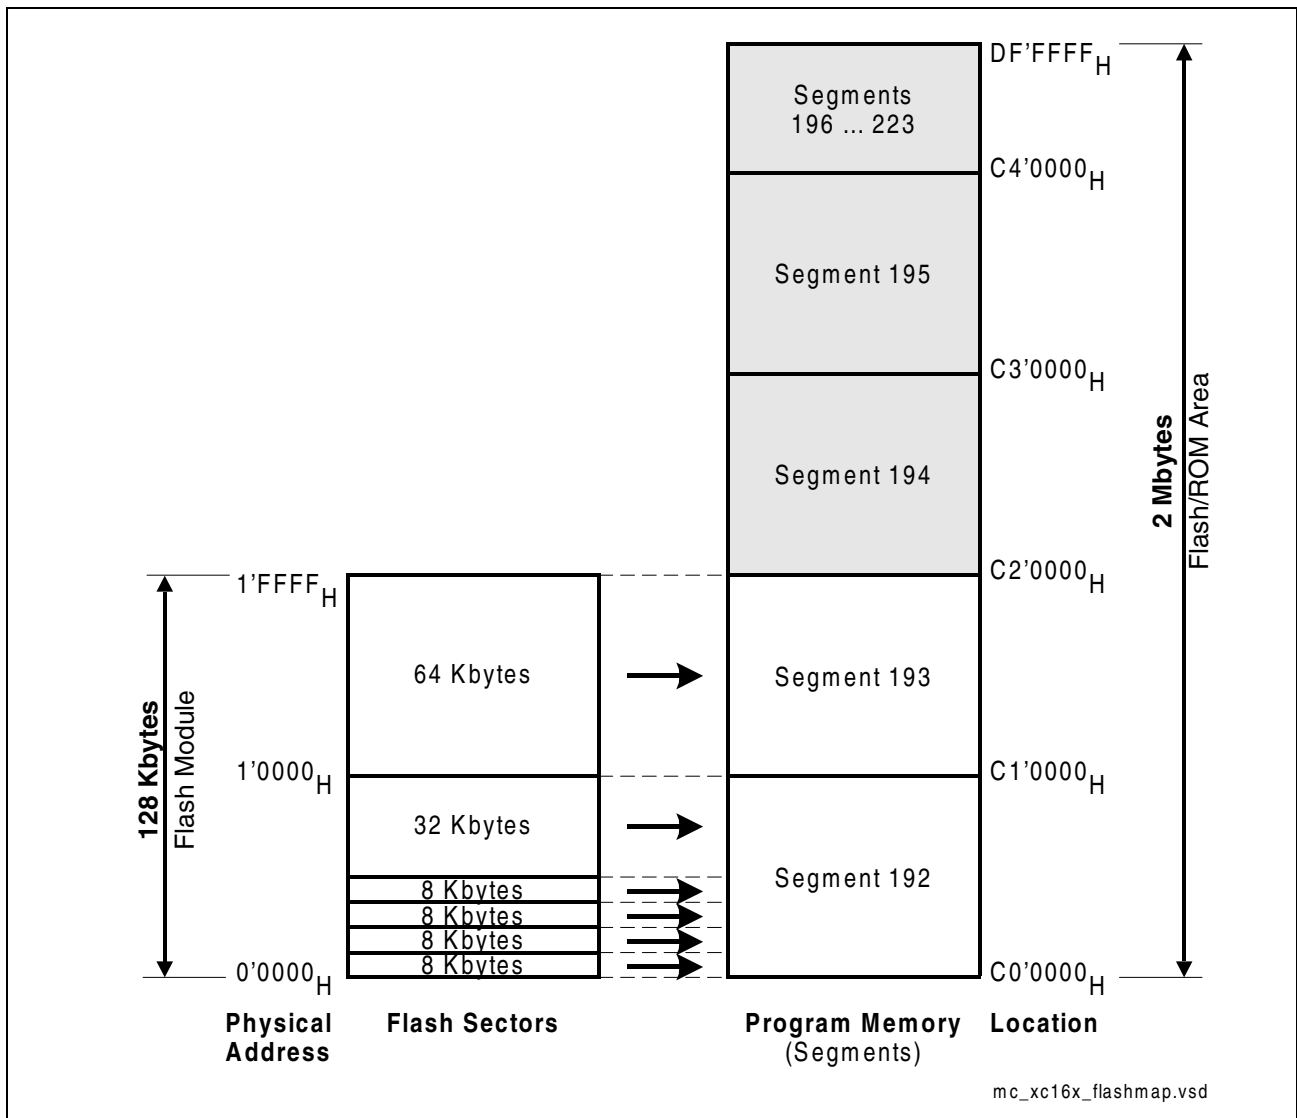 DF'FFFFH
Segments
196 ... 223
C4'0000H
Segment 195
C3'0000H
Segment 194
2 Mbytes
Flash/ROM Area
C2'0000H
1'FFFFH
64 Kbytes
Segment 193
128 Kbytes
Flash Module
1'0000H
C1'0000H
32 Kbytes
Segment 192
8 Kbytes
8 Kbytes
8 Kbytes
8 Kbytes
0'0000H
C0'0000H
Physical
Address
Flash Sectors
Program Memory
(Segments)
Location
mc_xc16x_flashmap.vsd